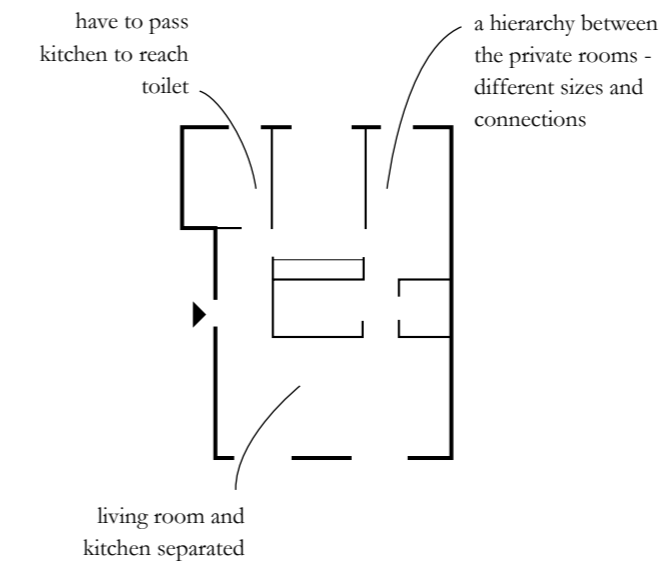 have to pass
kitchen to reach
toilet
a hierarchy between
the private rooms -
different sizes and
connections
living room and
kitchen separated